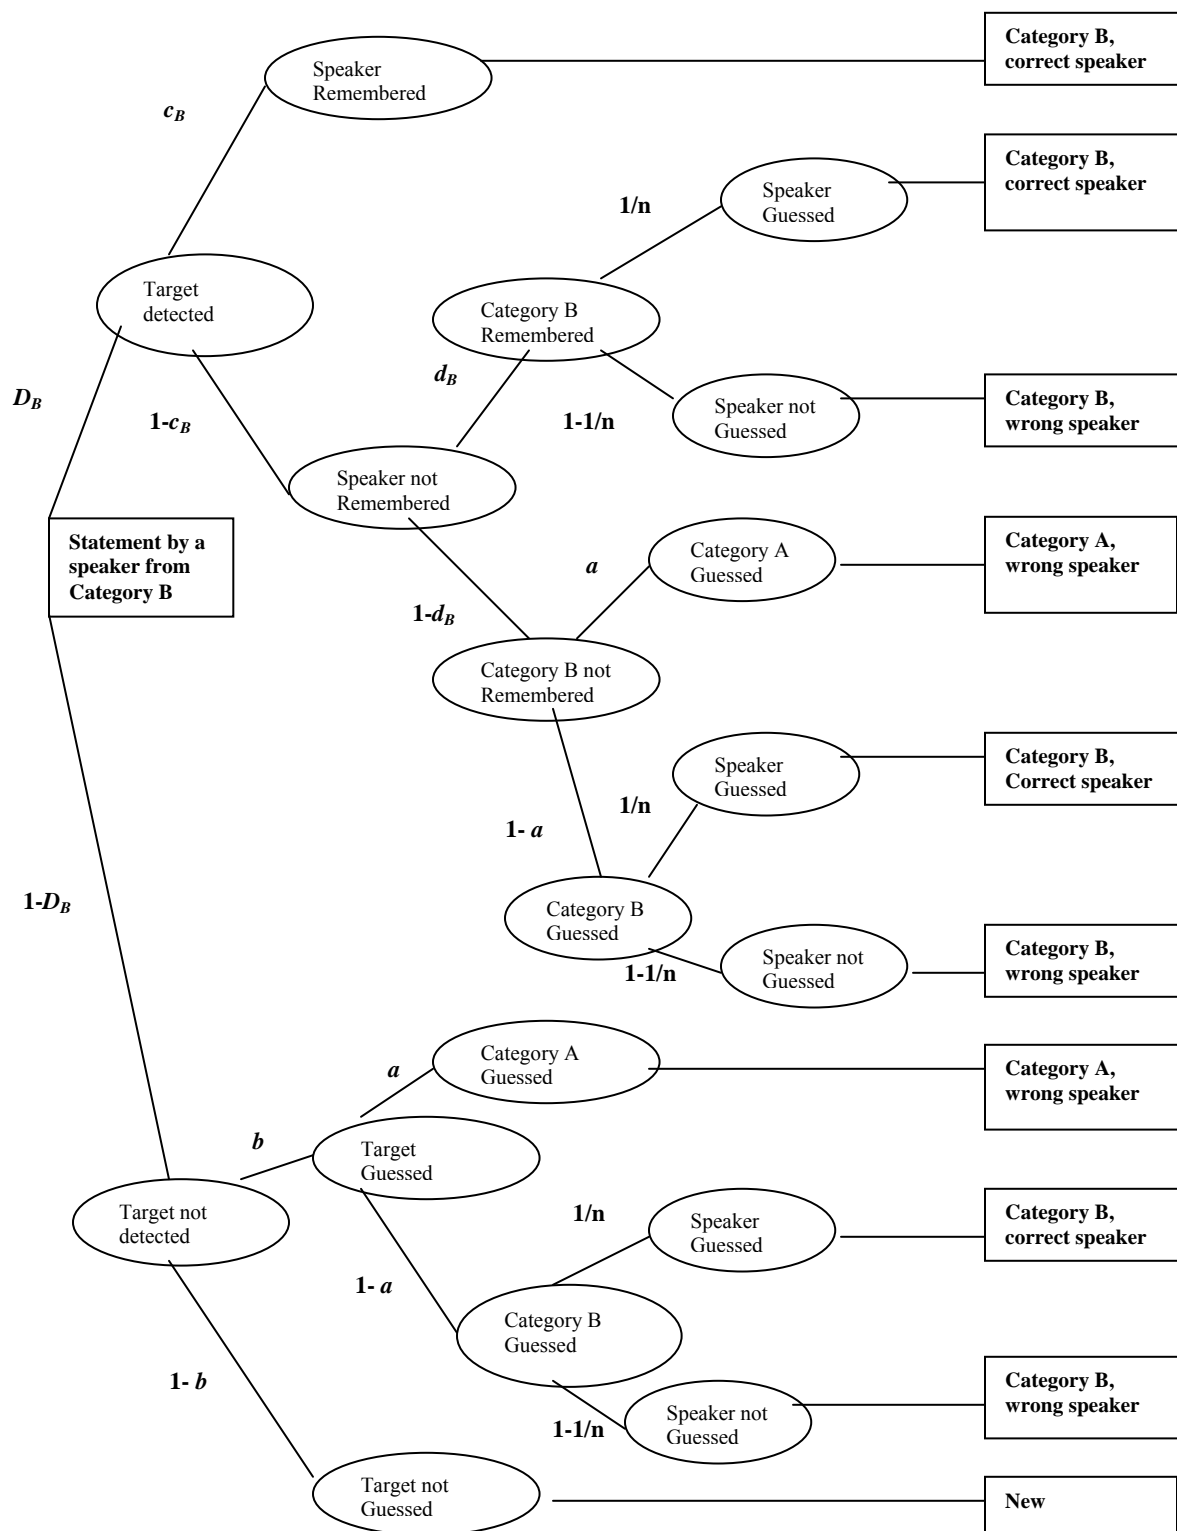 Category B,
correct speaker
Speaker
Remembered
c_B
Category B,
correct speaker
Speaker
Guessed
1/n
Target
detected
Category B
Remembered
d_B
D_B
1-c_B
1-1/n
Speaker not
Guessed
Category B,
wrong speaker
Speaker not
Remembered
Statement by a
speaker from
Category B
a
Category A
Guessed
Category A,
wrong speaker
1-d_B
Category B not
Remembered
Speaker
Guessed
Category B,
Correct speaker
1/n
1- a
1-D_B
Category B
Guessed
1-1/n
Speaker not
Guessed
Category B,
wrong speaker
a
Category A
Guessed
Category A,
wrong speaker
b
Target
Guessed
Target not
detected
1/n
Speaker
Guessed
Category B,
correct speaker
1- a
Category B
Guessed
1- b
1-1/n
Speaker not
Guessed
Category B,
wrong speaker
Target not
Guessed
New